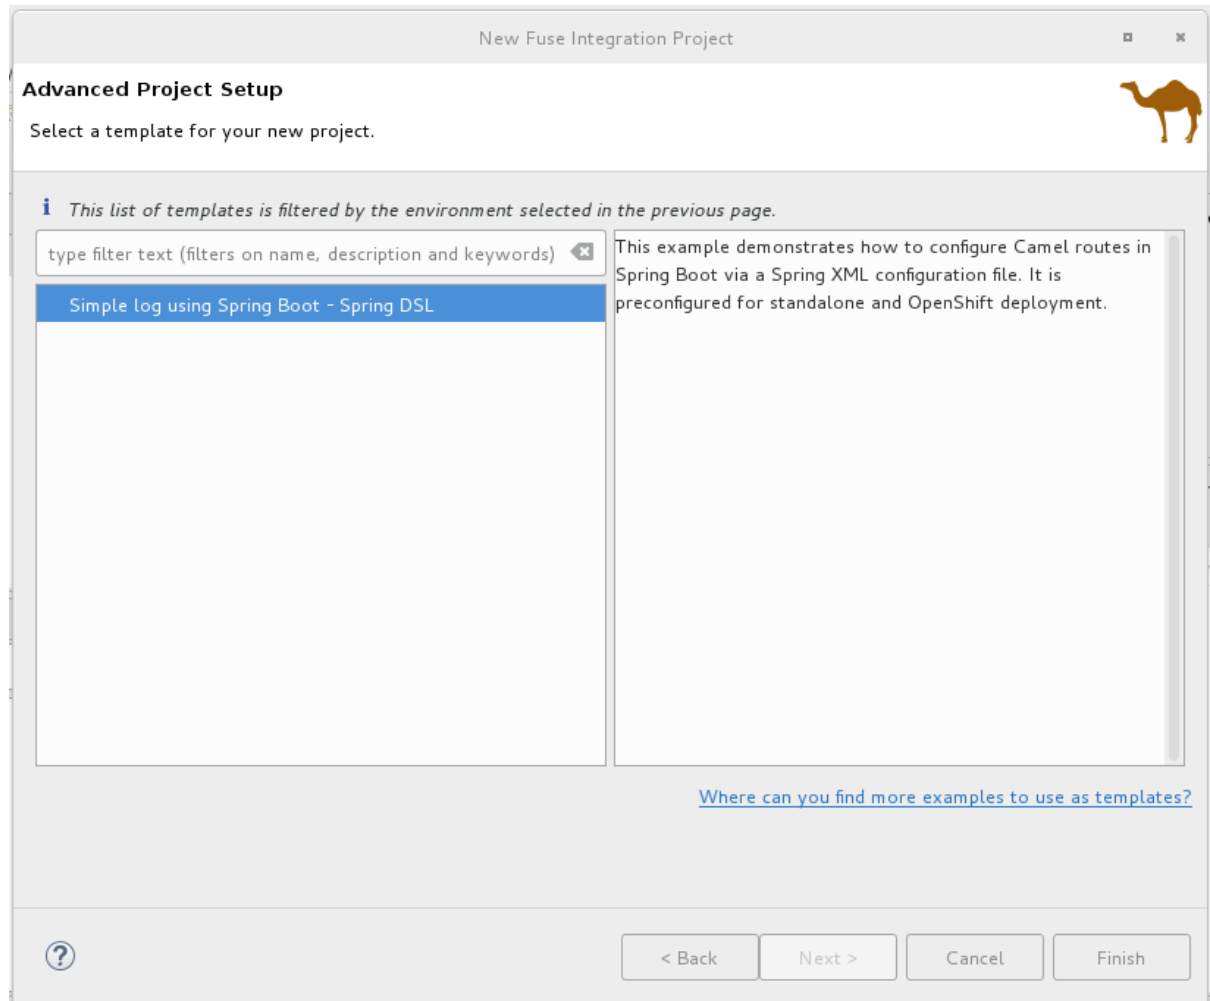 New Fuse Integration Project
Advanced Project Setup
Select a template for your new project.
i This list of templates is filtered by the environment selected in the previous page.
type filter text (filters on name, description and keywords)
Simple log using Spring Boot - Spring DSL
This example demonstrates how to configure Camel routes in
Spring Boot via a Spring XML configuration file. It is
preconfigured for standalone and OpenShift deployment.
Where can you find more examples to use as templates?
?
< Back
Next >
Cancel
Finish